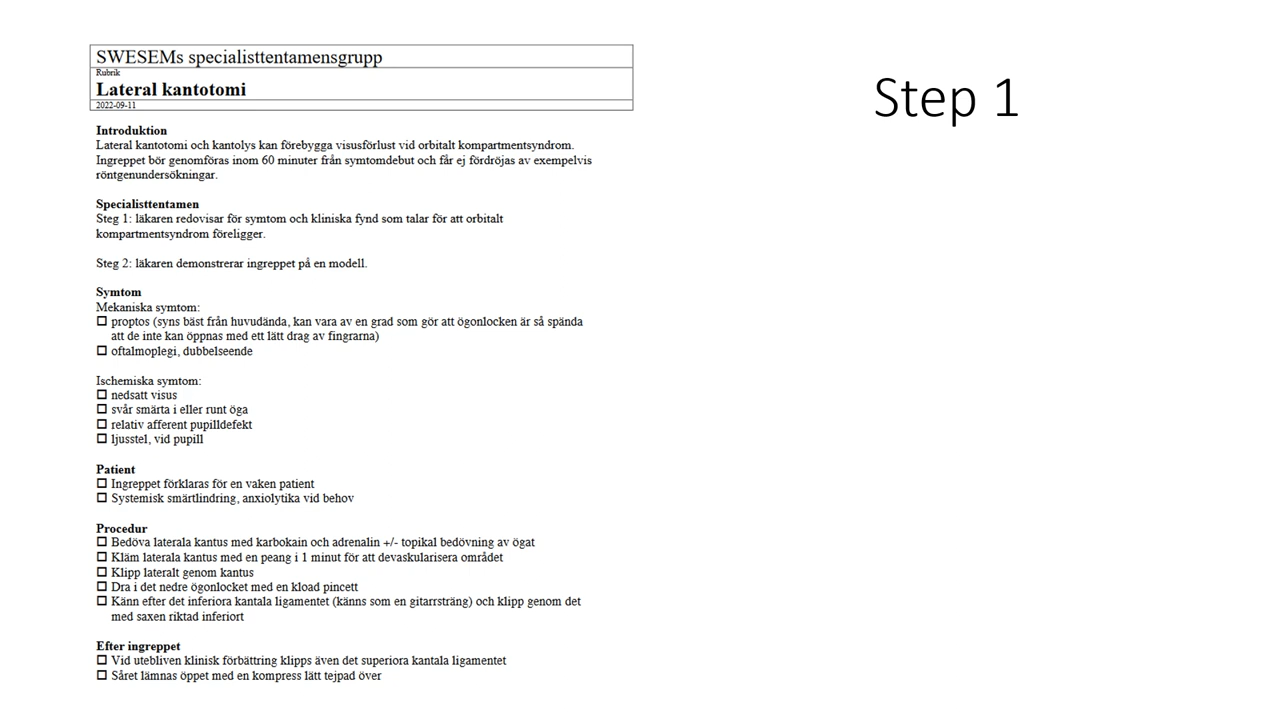 SWESEMs specialisttentamensgrupp
Rubrik
Lateral kantotomi
2022-09-11
Introduktion
Lateral kantotomi och kantolys kan förebygga visusförlust vid orbitalt kompartmentsyndrom.
Ingreppet bör genomföras inom 60 minuter från symtomdebut och får ej fördröjas av exempelvis
röntgenundersökningar.
Specialisttentamen
Steg 1: läkaren redovisar för symtom och kliniska fynd som talar för att orbitalt
kompartmentsyndrom föreligger.
Steg 2: läkaren demonstrerar ingreppet på en modell.
Symtom
Mekaniska symtom:
☐ proptos (syns bäst från huvudända, kan vara av en grad som gör att ögonlocken är så spända
att de inte kan öppnas med ett lätt drag av fingrarna)
☐ oftalmoplegi, dubbelseende
Ischemiska symtom:
☐ nedsatt visus
☐ svår smärta i eller runt öga
☐ relativ afferent pupilldefekt
☐ ljusstel, vid pupill
Patient
☐ Ingreppet förklaras för en vaken patient
☐ Systemisk smärtlindring, anxiolytika vid behov
Procedur
☐ Bedöva laterala kantus med karbokain och adrenalin +/- topikal bedövning av ögat
☐ Kläm laterala kantus med en peang i 1 minut för att devaskularisera området
☐ Klipp lateralt genom kantus
☐ Dra i det nedre ögonlocket med en kload pincett
☐ Känn efter det inferiora kantala ligamentet (känns som en gitarrsträng) och klipp genom det
med saxen riktad inferiort
Efter ingreppet
☐ Vid utebliven klinisk förbättring klipps även det superiora kantala ligamentet
☐ Såret lämnas öppet med en kompress lätt tejpad över
Step 1